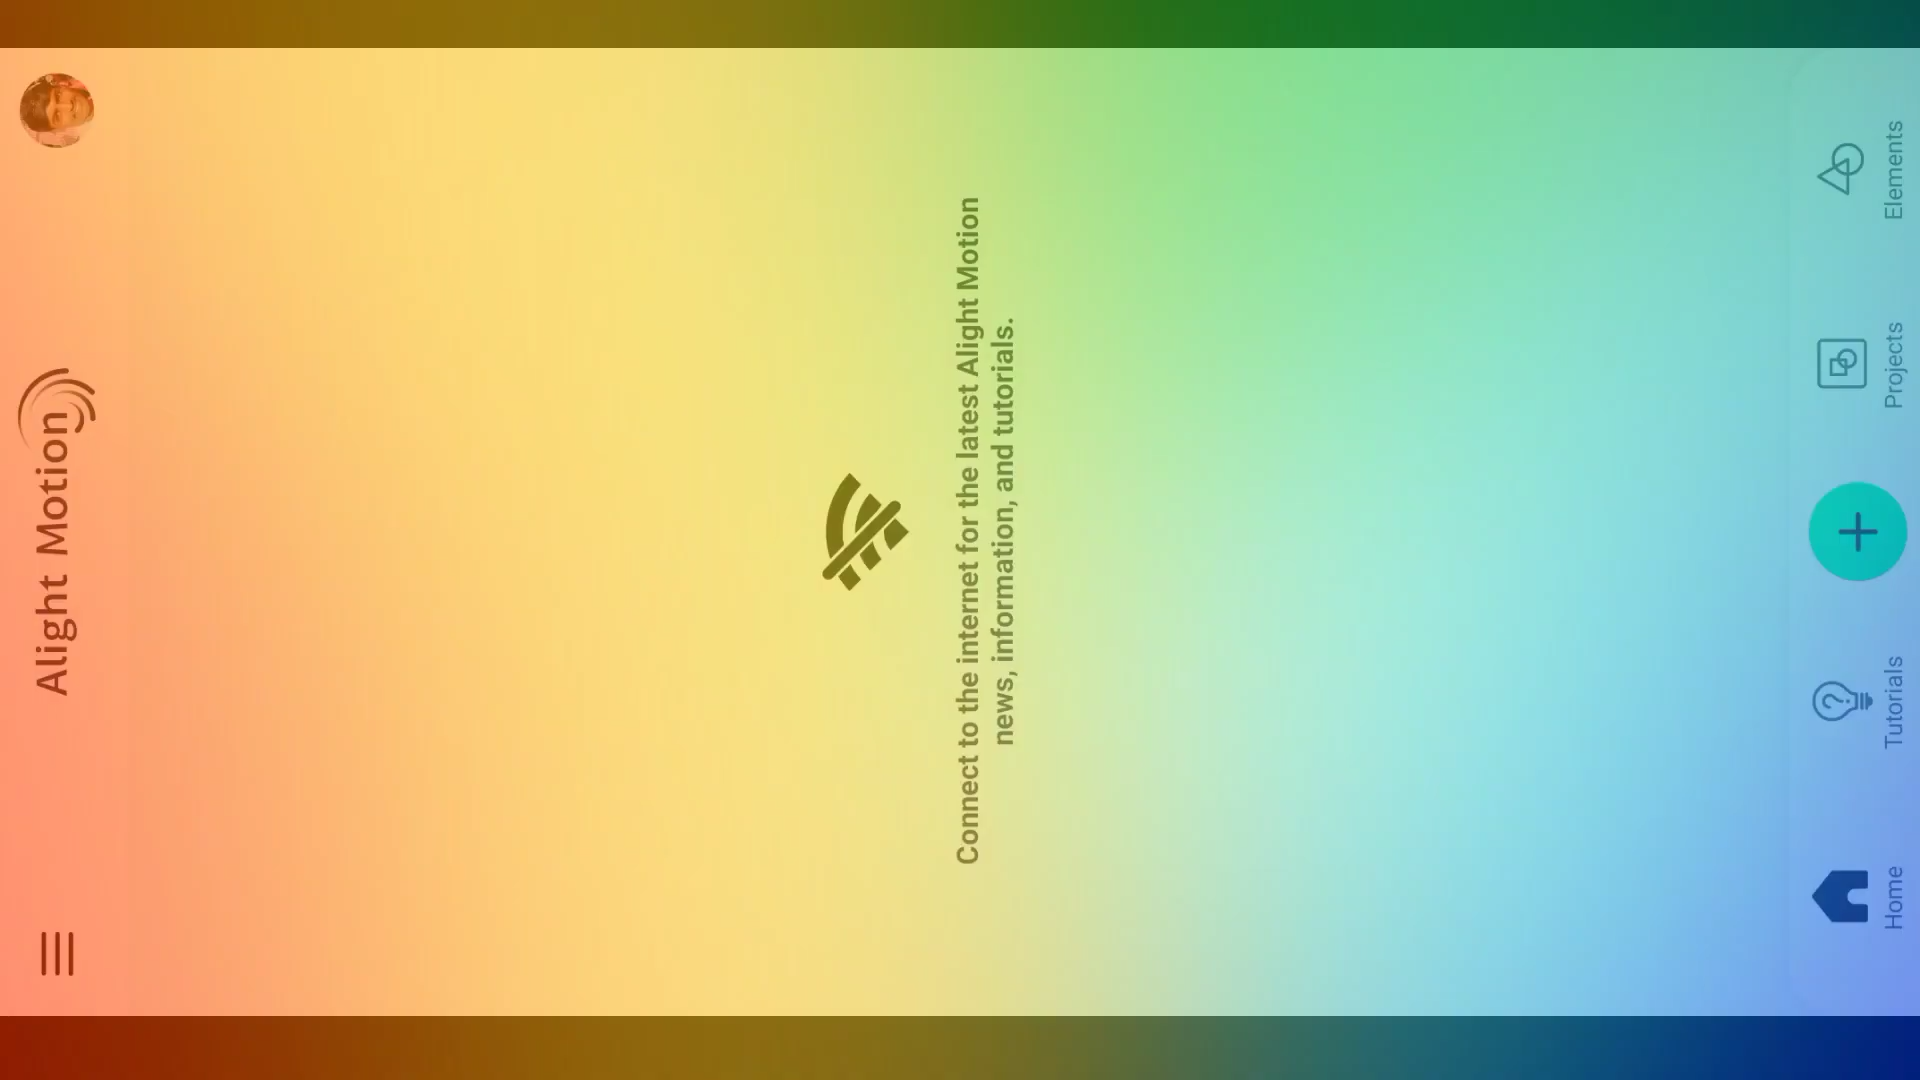 Alight Motion
Connect to the internet for the latest Alight Motion
news, information, and tutorials.
Home
Tutorials
Projects
Elements